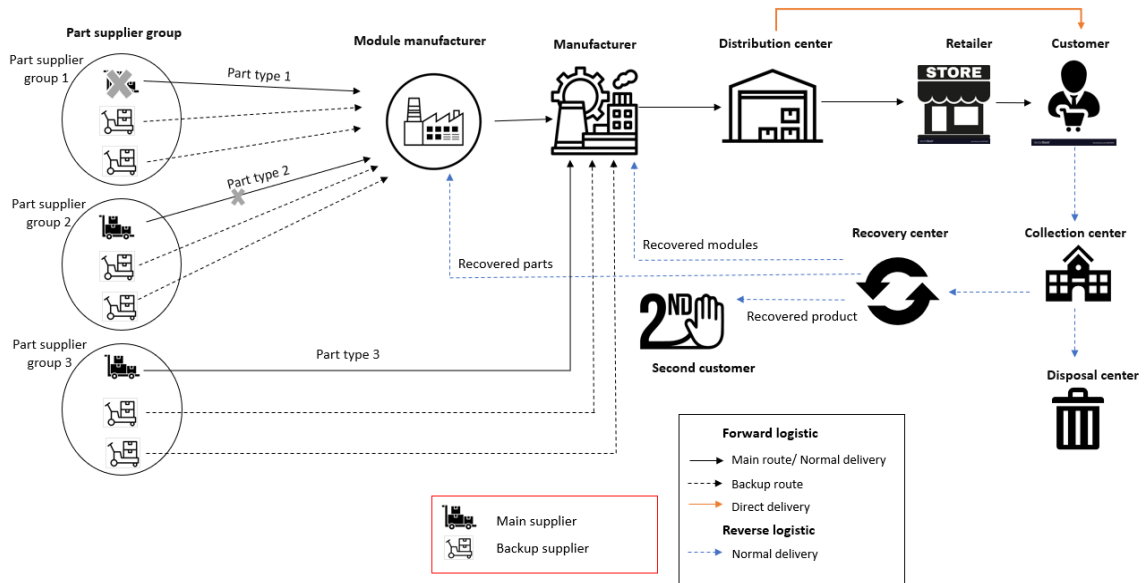 Part supplier group
Module manufacturer
Manufacturer
Distribution center
Retailer
Customer
Part supplier
group 1
Part type 1
STORE
Part type 2
Part supplier
group 2
Recovered modules
Recovery center
Collection center
Recovered parts
2ND
Recovered product
Part supplier
group 3
Part type 3
Second customer
Disposal center
Forward logistic
Main route/ Normal delivery
Backup route
Direct delivery
Reverse logistic
Normal delivery
Main supplier
Backup supplier